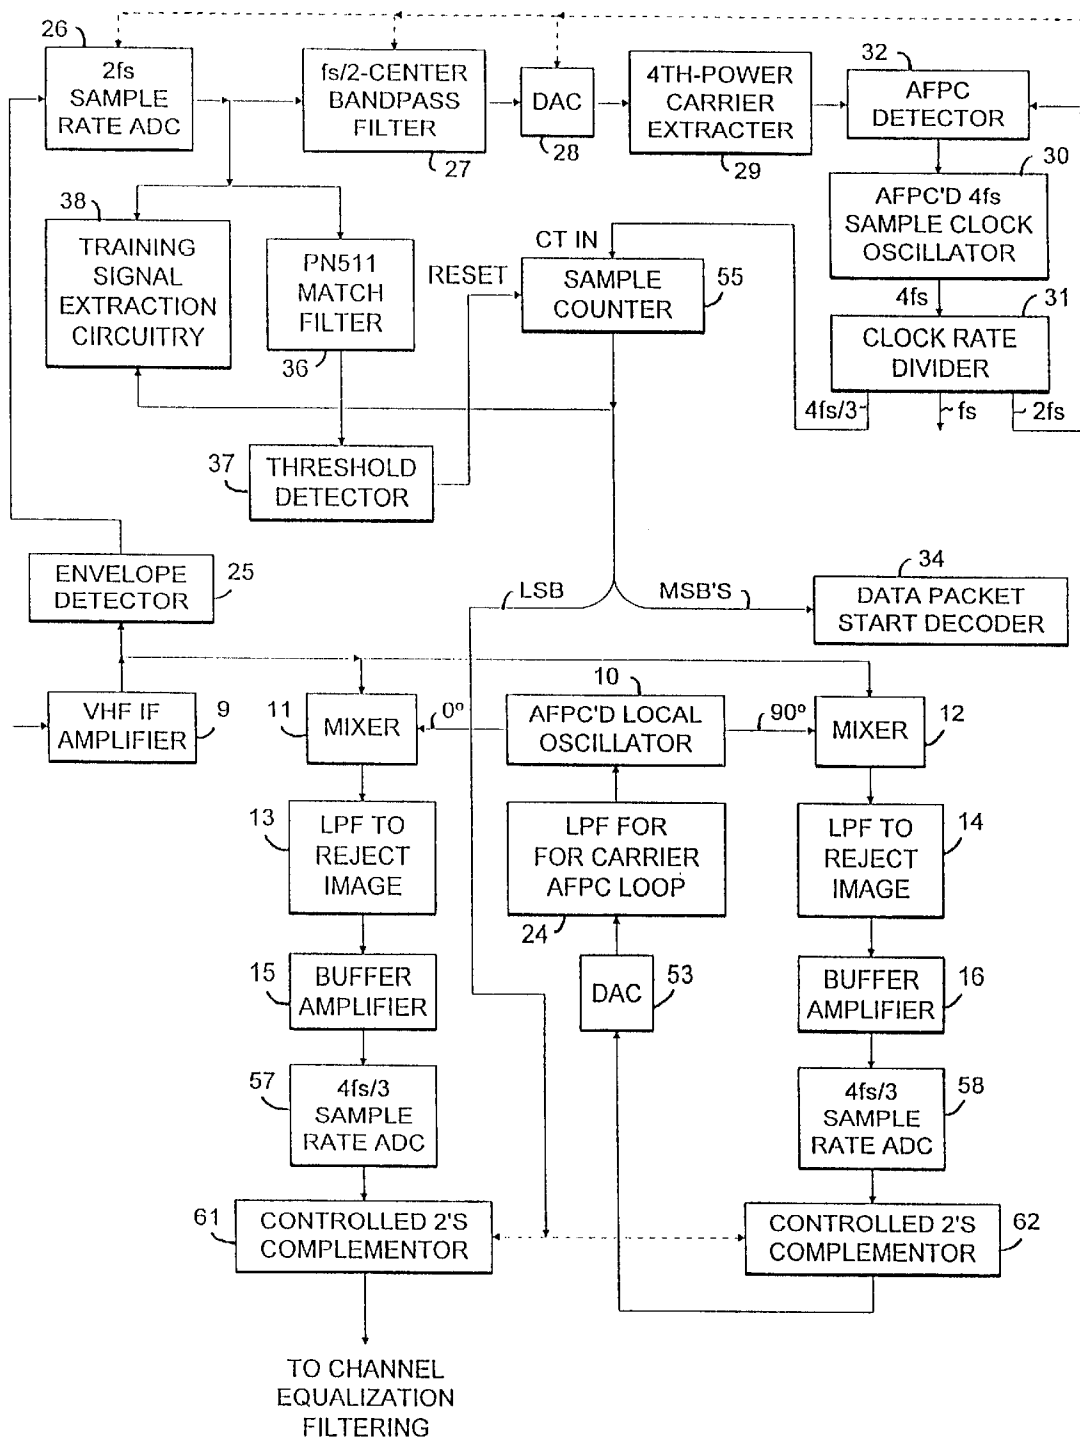 26
2fs
SAMPLE
RATE ADC
fs/2-CENTER
BANDPASS
FILTER
27
DAC
28
4TH-POWER
CARRIER
EXTRACTER
29
32
AFPC
DETECTOR
30
AFPC'D 4fs
SAMPLE CLOCK
OSCILLATOR
4fs
31
CLOCK RATE
DIVIDER
4fs/3
fs
2fs
38
TRAINING
SIGNAL
EXTRACTION
CIRCUITRY
PN511
MATCH
FILTER
36
RESET
CT IN
SAMPLE
COUNTER
55
37
THRESHOLD
DETECTOR
ENVELOPE
DETECTOR
25
LSB
MSB'S
34
DATA PACKET
START DECODER
VHF IF
AMPLIFIER
9
11
MIXER
0º
10
AFPC'D LOCAL
OSCILLATOR
90º
MIXER
12
13
LPF TO
REJECT
IMAGE
LPF FOR
FOR CARRIER
AFPC LOOP
24
LPF TO
REJECT
IMAGE
14
15
BUFFER
AMPLIFIER
DAC
53
BUFFER
AMPLIFIER
16
57
4fs/3
SAMPLE
RATE ADC
4fs/3
SAMPLE
RATE ADC
58
61
CONTROLLED 2'S
COMPLEMENTOR
CONTROLLED 2'S
COMPLEMENTOR
62
TO CHANNEL
EQUALIZATION
FILTERING